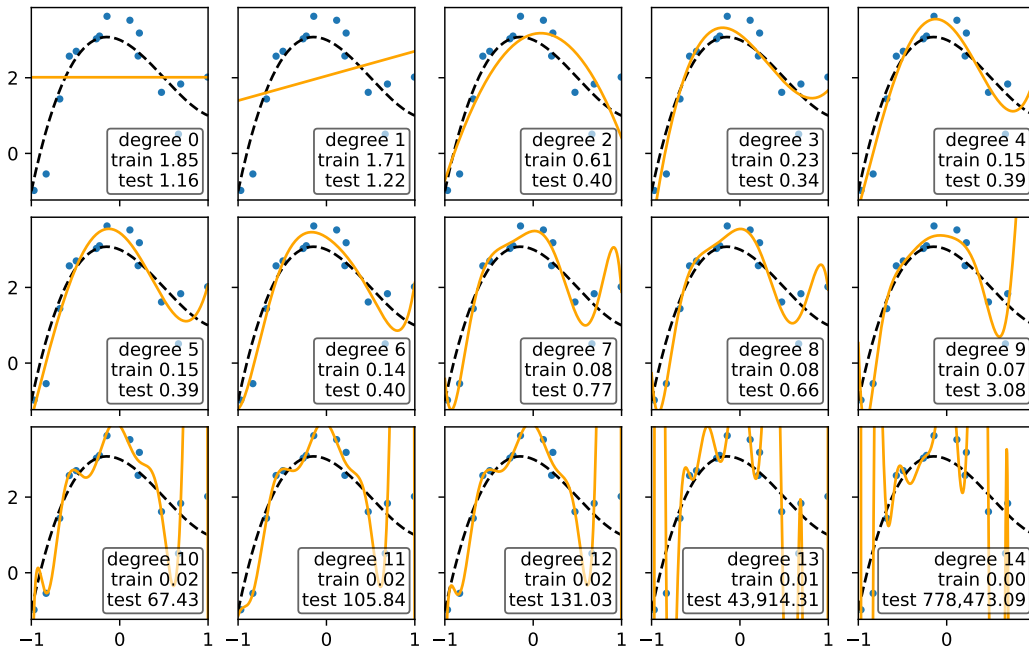 2
0
degree 0
train 1.85
test 1.16
degree 1
train 1.71
test 1.22
degree 2
train 0.61
test 0.40
degree 3
train 0.23
test 0.34
degree 4
train 0.15
test 0.39
2
0
degree 5
train 0.15
test 0.39
degree 6
train 0.14
test 0.40
degree 7
train 0.08
test 0.77
degree 8
train 0.08
test 0.66
degree 9
train 0.07
test 3.08
2
0
degree 10
train 0.02
test 67.43
degree 11
train 0.02
test 105.84
degree 12
train 0.02
test 131.03
degree 13
train 0.01
test 43,914.31
degree 14
train 0.00
test 778,473.09
−1 0 1
−1 0 1
−1 0 1
−1 0 1
−1 0 1